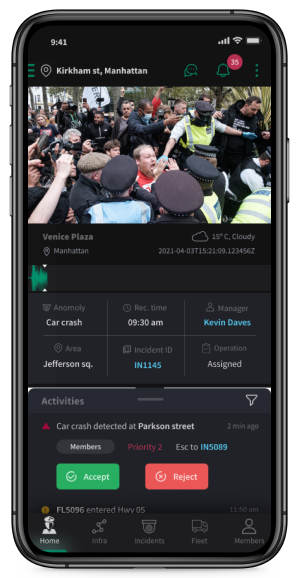 9:41
Kirkham st, Manhattan
35
Venice Plaza
15° C, Cloudy
Manhattan
2021-04-03T15:21:09.123456Z
Anomoly
Rec. time
Manager
Car crash
09:30 am
Kevin Daves
Area
Incident ID
Operation
Jefferson sq.
IN1145
Assigned
Activities
Car crash detected at Parkson street
2 min ago
Members
Priority 2
Esc to IN5089
Accept
Reject
FL5096 entered Hwy 05
11:50 am
Home
Infra
Incidents
Fleet
Members